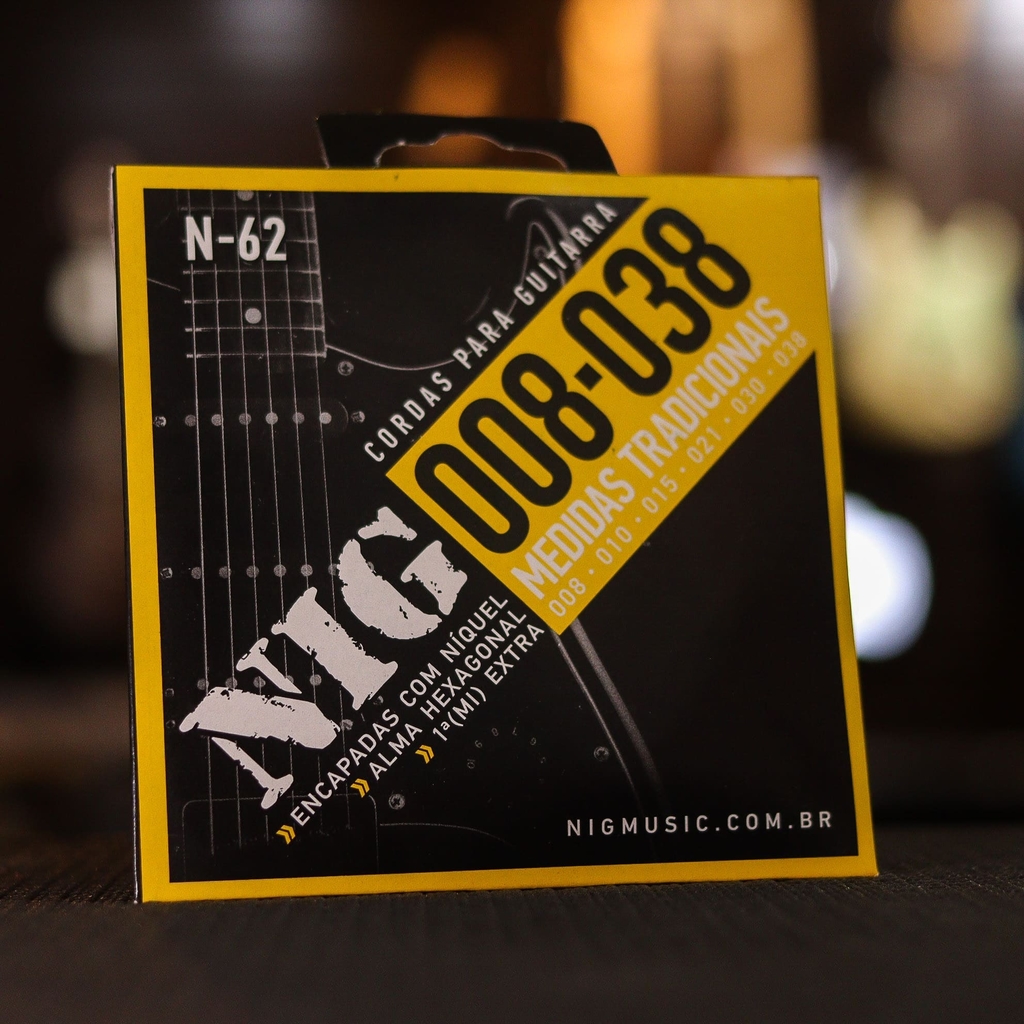 N-62
CORDAS PARA GUITARRA
008-038
MEDIDAS TRADICIONAIS
008 • 010 • 015 • 021 • 030 • 038
NIG
» ENCAPADAS COM NÍQUEL
» ALMA HEXAGONAL
» 1ª(MI) EXTRA
NIGMUSIC.COM.BR